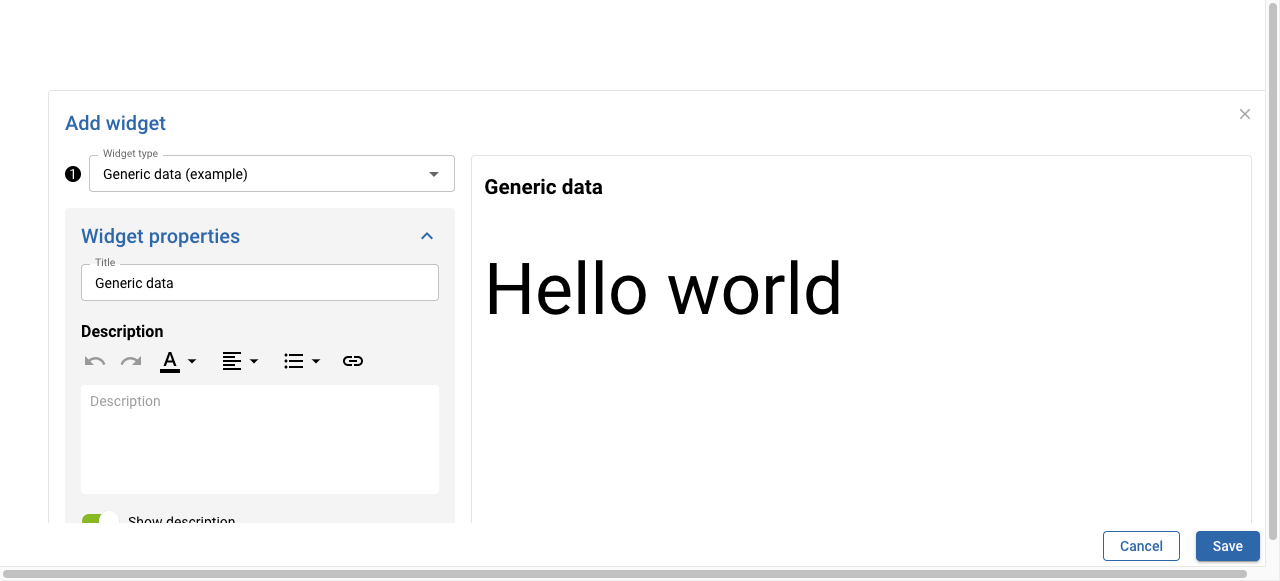 Add widget
Widget type
1
Generic data (example)
Widget properties
Title
Generic data
Description
A
Description
Show description
Generic data
Hello world
Cancel
Save